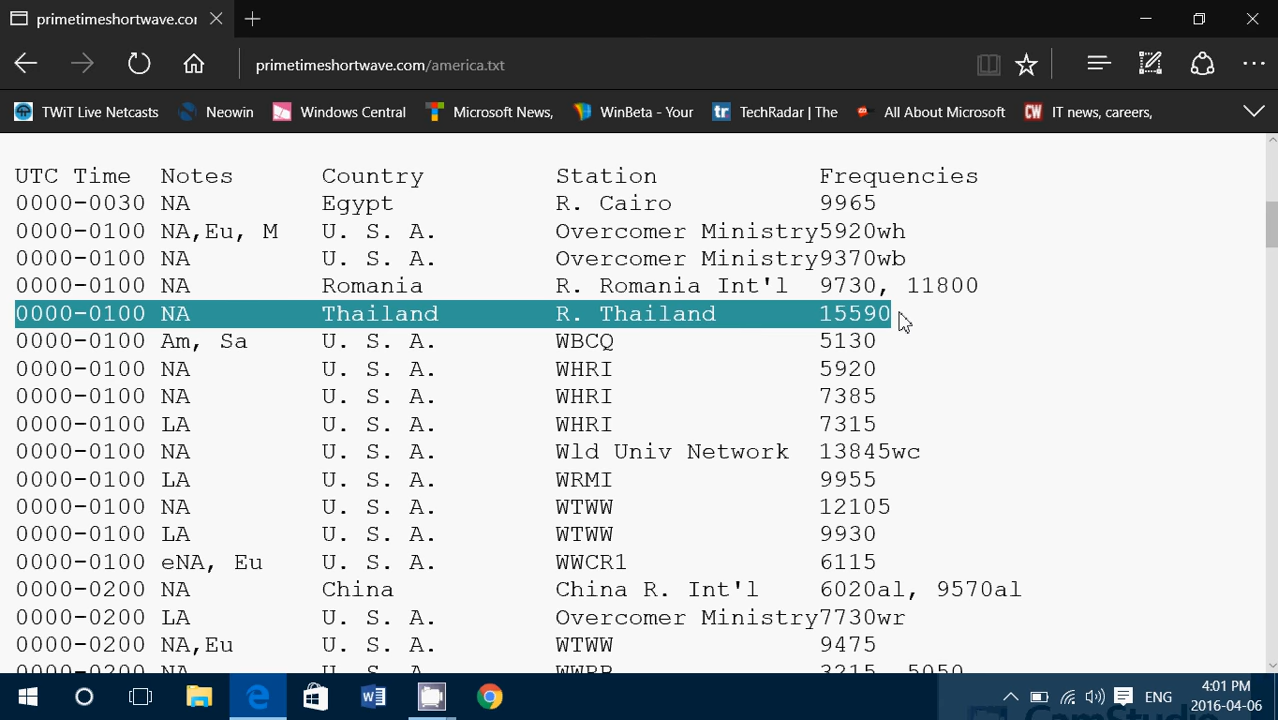 primetimeshortwave.cor
primetimeshortwave.com/america.txt
TWiT Live Netcasts Neowin Windows Central Microsoft News, WinBeta - Your TechRadar | The All About Microsoft IT news, careers,
UTC Time Notes Country Station Frequencies
0000-0030 NA Egypt R. Cairo 9965
0000-0100 NA,Eu, M U. S. A. Overcomer Ministry5920wh
0000-0100 NA U. S. A. Overcomer Ministry9370wb
0000-0100 NA Romania R. Romania Int'l 9730, 11800
0000-0100 NA Thailand R. Thailand 15590
0000-0100 Am, Sa U. S. A. WBCQ 5130
0000-0100 NA U. S. A. WHRI 5920
0000-0100 NA U. S. A. WHRI 7385
0000-0100 LA U. S. A. WHRI 7315
0000-0100 NA U. S. A. Wld Univ Network 13845wc
0000-0100 LA U. S. A. WRMI 9955
0000-0100 NA U. S. A. WTWW 12105
0000-0100 LA U. S. A. WTWW 9930
0000-0100 eNA, Eu U. S. A. WWCR1 6115
0000-0200 NA China China R. Int'l 6020al, 9570al
0000-0200 LA U. S. A. Overcomer Ministry7730wr
0000-0200 NA,Eu U. S. A. WTWW 9475
0000-0200 NA U. S. A. WWRB 3215, 5050
ENG 4:01 PM
2016-04-06